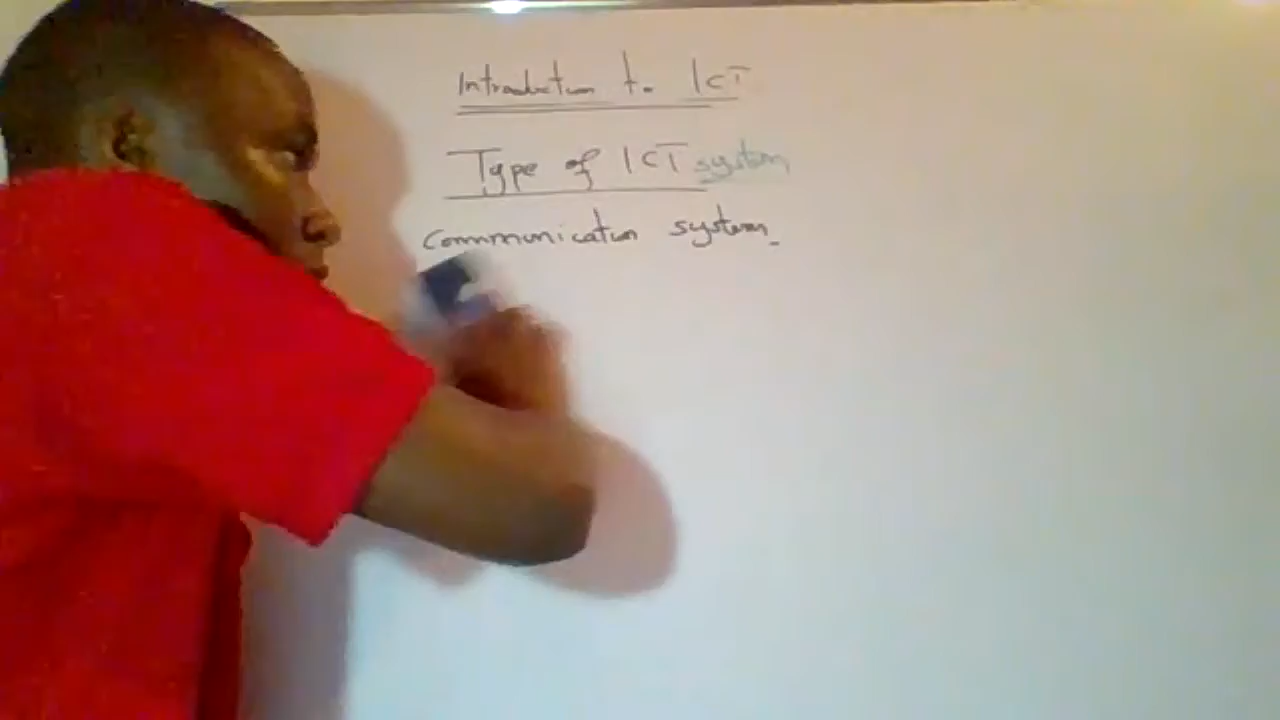 Introduction to ICT
Type of ICT system
Communication system.